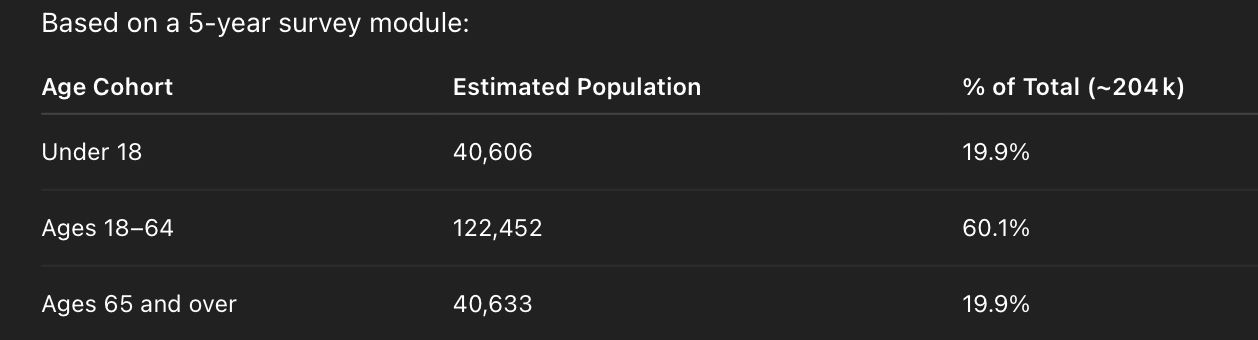 Based on a 5-year survey module:
Age Cohort Estimated Population % of Total (~204k)
Under 18 40,606 19.9%
Ages 18–64 122,452 60.1%
Ages 65 and over 40,633 19.9%